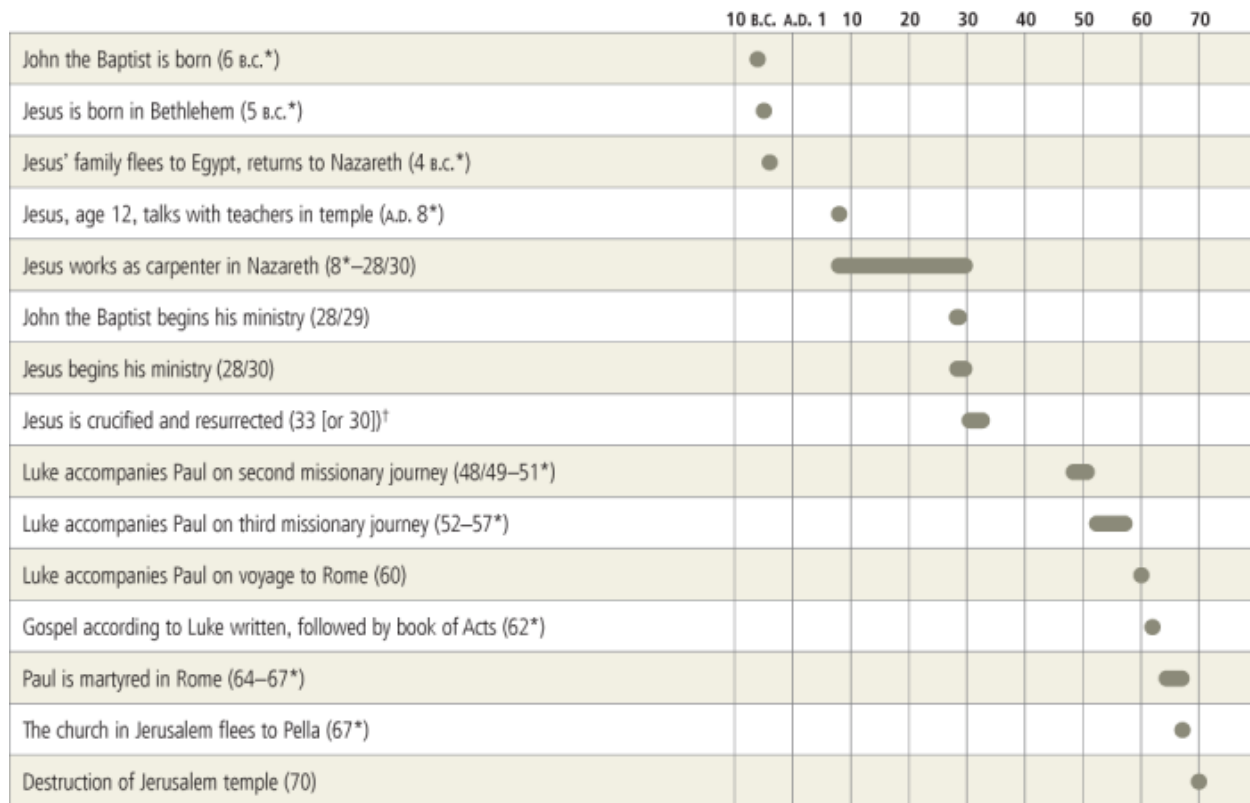 10 B.C. A.D. 1 10 20 30 40 50 60 70
John the Baptist is born (6 B.C.*)
Jesus is born in Bethlehem (5 B.C.*)
Jesus’ family flees to Egypt, returns to Nazareth (4 B.C.*)
Jesus, age 12, talks with teachers in temple (A.D. 8*)
Jesus works as carpenter in Nazareth (8*–28/30)
John the Baptist begins his ministry (28/29)
Jesus begins his ministry (28/30)
Jesus is crucified and resurrected (33 [or 30])†
Luke accompanies Paul on second missionary journey (48/49–51*)
Luke accompanies Paul on third missionary journey (52–57*)
Luke accompanies Paul on voyage to Rome (60)
Gospel according to Luke written, followed by book of Acts (62*)
Paul is martyred in Rome (64–67*)
The church in Jerusalem flees to Pella (67*)
Destruction of Jerusalem temple (70)